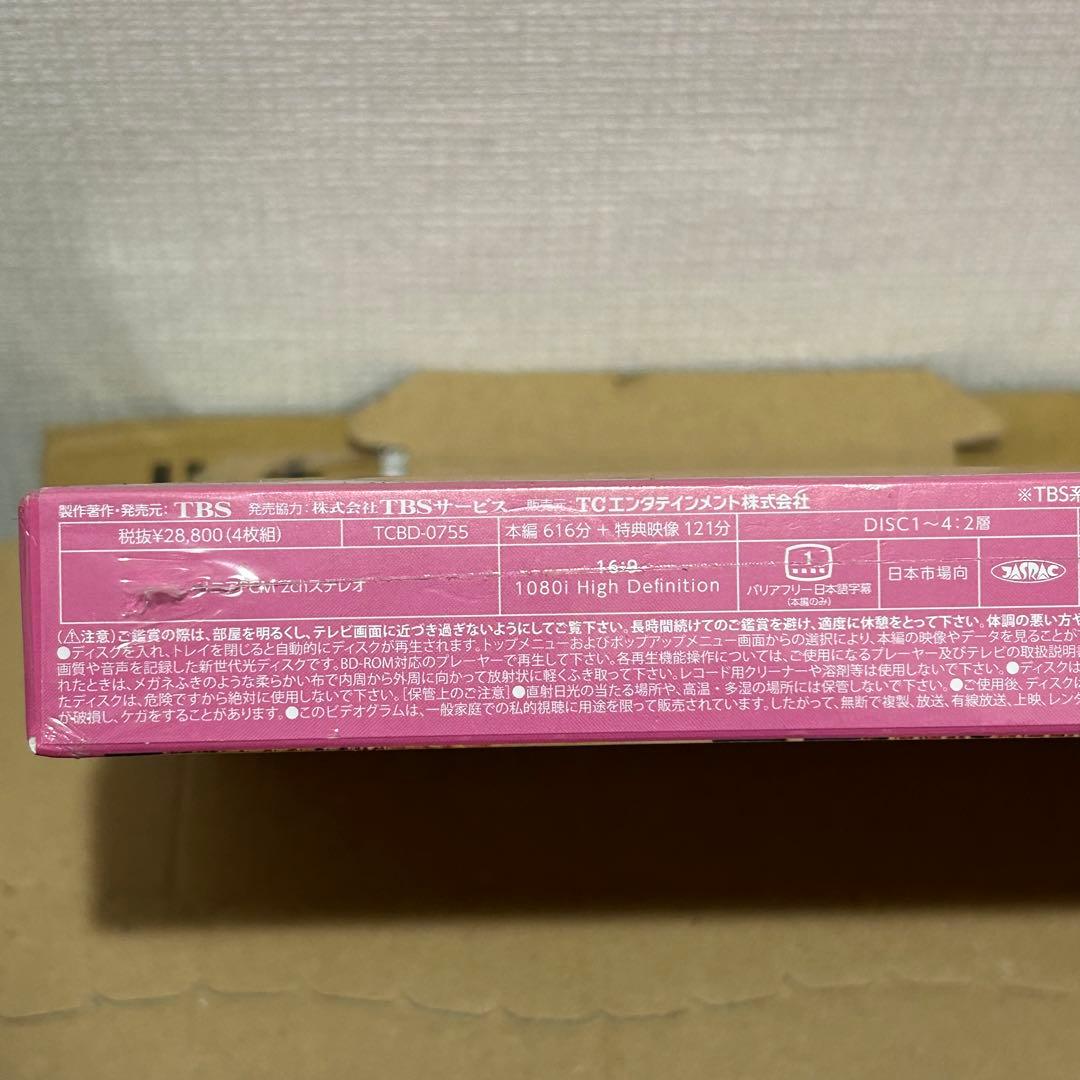 製作著作・発売元：TBS 発売協力：株式会社TBSサービス 販売元：TCエンタテインメント株式会社 ※TBS系
税抜¥28,800(4枚組) TCBD-0755 本編 616分 + 特典映像 121分 DISC1〜4：2層
リニアPCM 2chステレオ
16:9
1080i High Definition
1
バリアフリー日本語字幕
(本編のみ)
日本市場向
JASRAC
(⚠注意)ご鑑賞の際は、部屋を明るくし、テレビ画面に近づき過ぎないようにしてご覧下さい。長時間続けてのご鑑賞を避け、適度に休憩をとって下さい。体調の悪い方や
●ディスクを入れ、トレイを閉じると自動的にディスクが再生されます。トップメニューおよびポップアップメニュー画面からの選択により、本編の映像やデータを見ることが
画質や音声を記録した新世代光ディスクです。BD-ROM対応のプレーヤーで再生して下さい。各再生機能操作については、ご使用になるプレーヤー及びテレビの取扱説明書
れたときは、メガネふきのような柔らかい布で内周から外周に向かって放射状に軽くふき取って下さい。レコード用クリーナーや溶剤等は使用しないで下さい。●ディスクは
たディスクは、危険ですから絶対に使用しないで下さい。[保管上のご注意]●直射日光の当たる場所や、高温・多湿の場所には保管しないで下さい。●ご使用後、ディスクは
が破損し、ケガをすることがあります。●このビデオグラムは、一般家庭での私的視聴に用途を限って販売されています。したがって、無断で複製、放送、有線放送、上映、レンタ